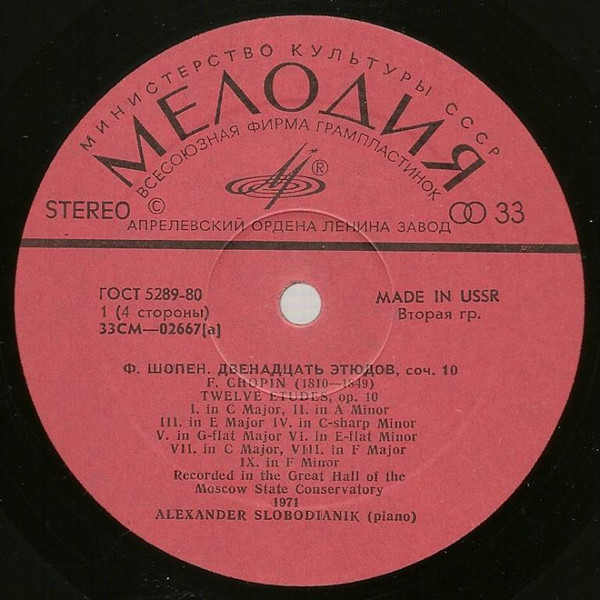 МИНИСТЕРСТВО КУЛЬТУРЫ СССР
МЕЛОДИЯ
ВСЕСОЮЗНАЯ ФИРМА ГРАМПЛАСТИНОК
М ®
STEREO © 33
АПРЕЛЕВСКИЙ ОРДЕНА ЛЕНИНА ЗАВОД
ГОСТ 5289-80 MADE IN USSR
1 (4 стороны) Вторая гр.
33СМ—02667(а)
Ф. ШОПЕН. ДВЕНАДЦАТЬ ЭТЮДОВ, соч. 10
F. CHOPIN (1810—1849)
TWELVE ETUDES, op. 10
I. in C Major, II. in A Minor
III. in E Major IV. in C-sharp Minor
V. in G-flat Major VI. in E-flat Minor
VII. in C Major, VIII. in F Major
IX. in F Minor
Recorded in the Great Hall of the
Moscow State Conservatory
1971
ALEXANDER SLOBODIANIK (piano)